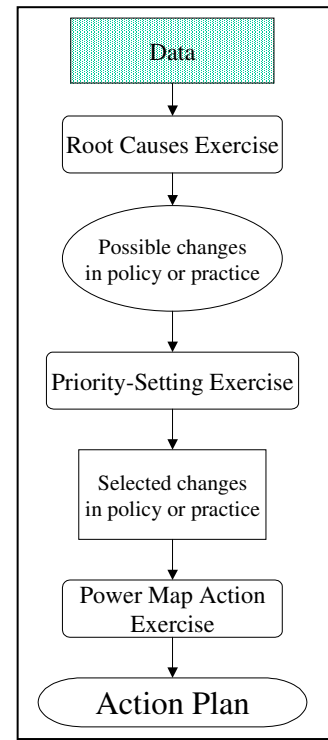 Data
Root Causes Exercise
Possible changes
in policy or practice
Priority-Setting Exercise
Selected changes
in policy or practice
Power Map Action
Exercise
Action Plan